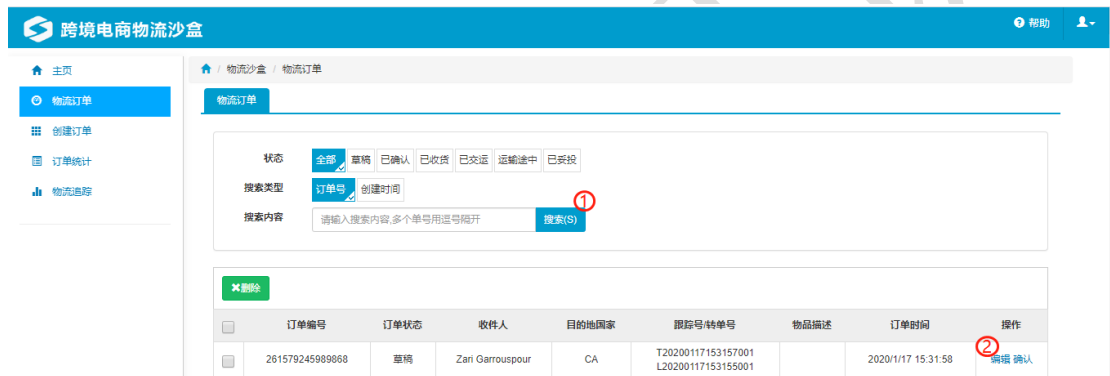 跨境电商物流沙盒
帮助
主页
物流订单
创建订单
订单统计
物流追踪
/ 物流沙盒 / 物流订单
物流订单
状态 全部 草稿 已确认 已收货 已交运 运输途中 已妥投
搜索类型 订单号 创建时间
①
搜索内容 请输入搜索内容,多个单号用逗号隔开 搜索(S)
删除
订单编号 订单状态 收件人 目的地国家 跟踪号/转单号 物品描述 订单时间 操作
②
261579245989868 草稿 Zari Garrouspour CA T20200117153157001 2020/1/17 15:31:58 编辑 确认
L20200117153155001